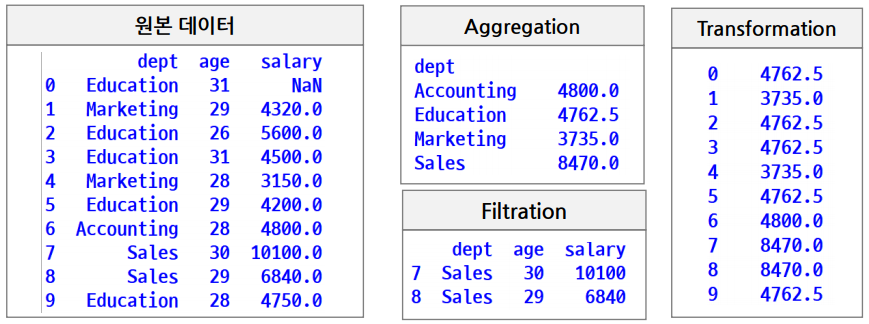 원본 데이터
dept age salary
0 Education 31 NaN
1 Marketing 29 4320.0
2 Education 26 5600.0
3 Education 31 4500.0
4 Marketing 28 3150.0
5 Education 29 4200.0
6 Accounting 28 4800.0
7 Sales 30 10100.0
8 Sales 29 6840.0
9 Education 28 4750.0
Aggregation
dept
Accounting 4800.0
Education 4762.5
Marketing 3735.0
Sales 8470.0
Filtration
dept age salary
7 Sales 30 10100
8 Sales 29 6840
Transformation
0 4762.5
1 3735.0
2 4762.5
3 4762.5
4 3735.0
5 4762.5
6 4800.0
7 8470.0
8 8470.0
9 4762.5